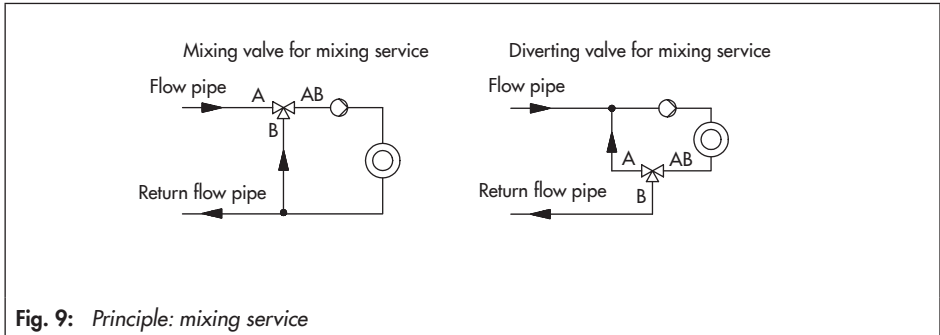 Mixing valve for mixing service
Flow pipe
A
AB
B
Return flow pipe
Diverting valve for mixing service
Flow pipe
A
AB
B
Return flow pipe
Fig. 9: Principle: mixing service